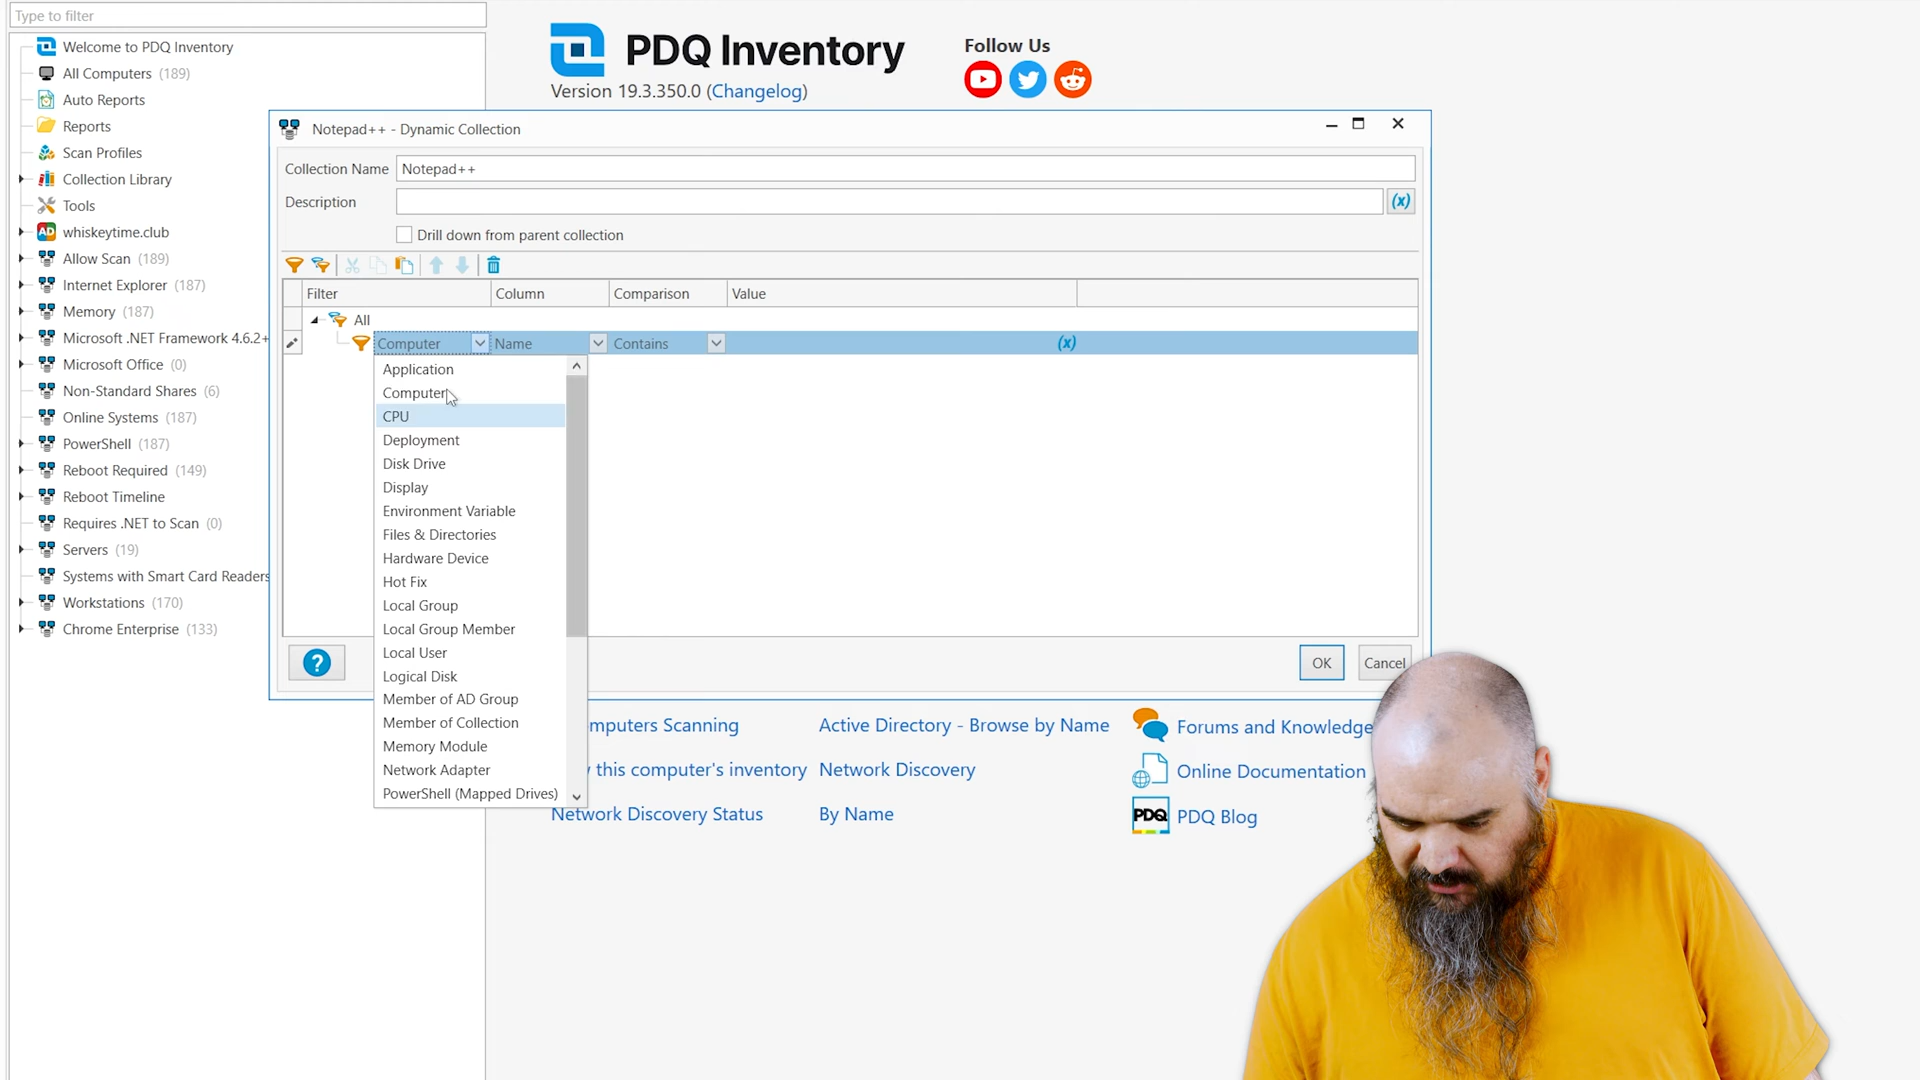 Type to filter
Welcome to PDQ Inventory
All Computers (189)
Auto Reports
Reports
Scan Profiles
Collection Library
Tools
AD whiskeytime.club
Allow Scan (189)
Internet Explorer (187)
Memory (187)
Microsoft .NET Framework 4.6.2+
Microsoft Office (0)
Non-Standard Shares (6)
Online Systems (187)
PowerShell (187)
Reboot Required (149)
Reboot Timeline
Requires .NET to Scan (0)
Servers (19)
Systems with Smart Card Readers
Workstations (170)
Chrome Enterprise (133)
PDQ Inventory
Version 19.3.350.0 (Changelog)
Follow Us
Notepad++ - Dynamic Collection
Collection Name Notepad++
Description (x)
Drill down from parent collection
Filter Column Comparison Value
All
Computer Name Contains (x)
Application
Computer
CPU
Deployment
Disk Drive
Display
Environment Variable
Files & Directories
Hardware Device
Hot Fix
Local Group
Local Group Member
Local User
Logical Disk
Member of AD Group
Member of Collection
Memory Module
Network Adapter
PowerShell (Mapped Drives)
? OK Cancel
mputers Scanning Active Directory - Browse by Name Forums and Knowledge
this computer's inventory Network Discovery Online Documentation
Network Discovery Status By Name PDQ PDQ Blog